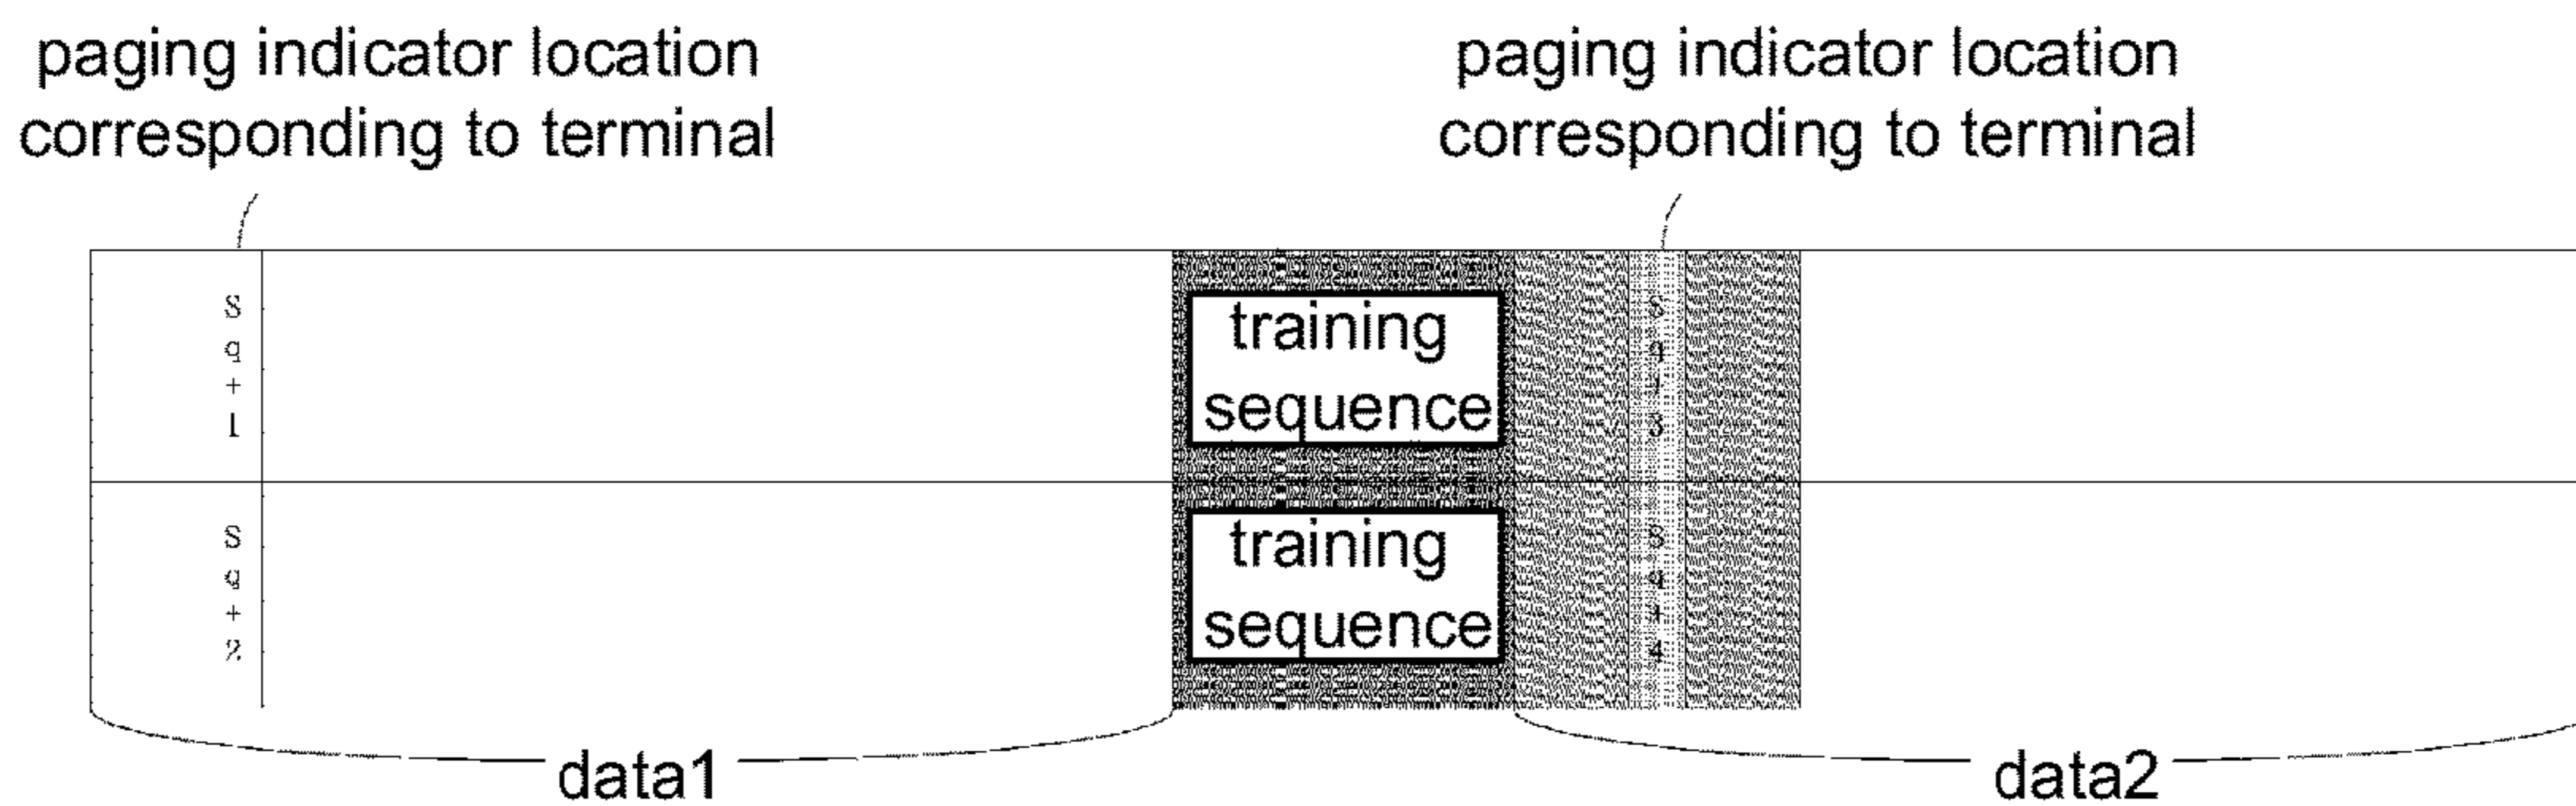 paging indicator location
corresponding to terminal
paging indicator location
corresponding to terminal
S
q
+
1
training
sequence
S
q
+
3
S
q
+
2
training
sequence
S
q
+
4
data1
data2